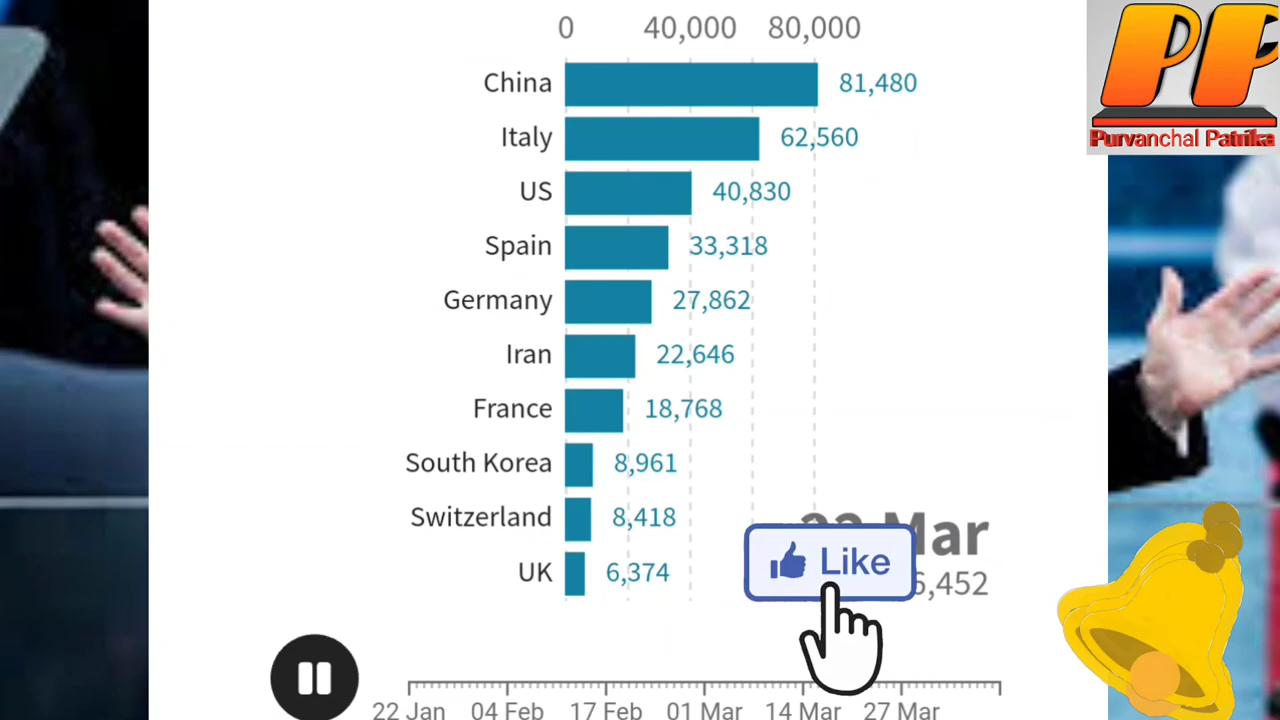 0 40,000 80,000
China 81,480
Italy 62,560
US 40,830
Spain 33,318
Germany 27,862
Iran 22,646
France 18,768
South Korea 8,961
Switzerland 8,418
UK 6,374
Mar
6,452
Like
22 Jan 04 Feb 17 Feb 01 Mar 14 Mar 27 Mar
PP
Purvanchal Patrika